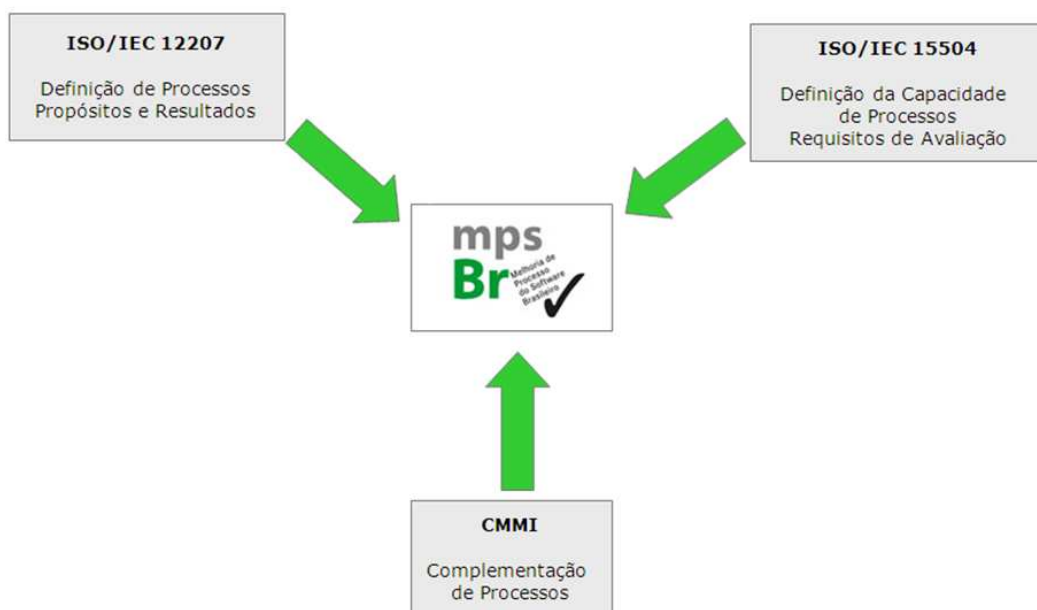 ISO/IEC 12207
Definição de Processos
Propósitos e Resultados
ISO/IEC 15504
Definição da Capacidade
de Processos
Requisitos de Avaliação
mps
Br
Melhoria de
Processo
do Software
Brasileiro
CMMI
Complementação
de Processos